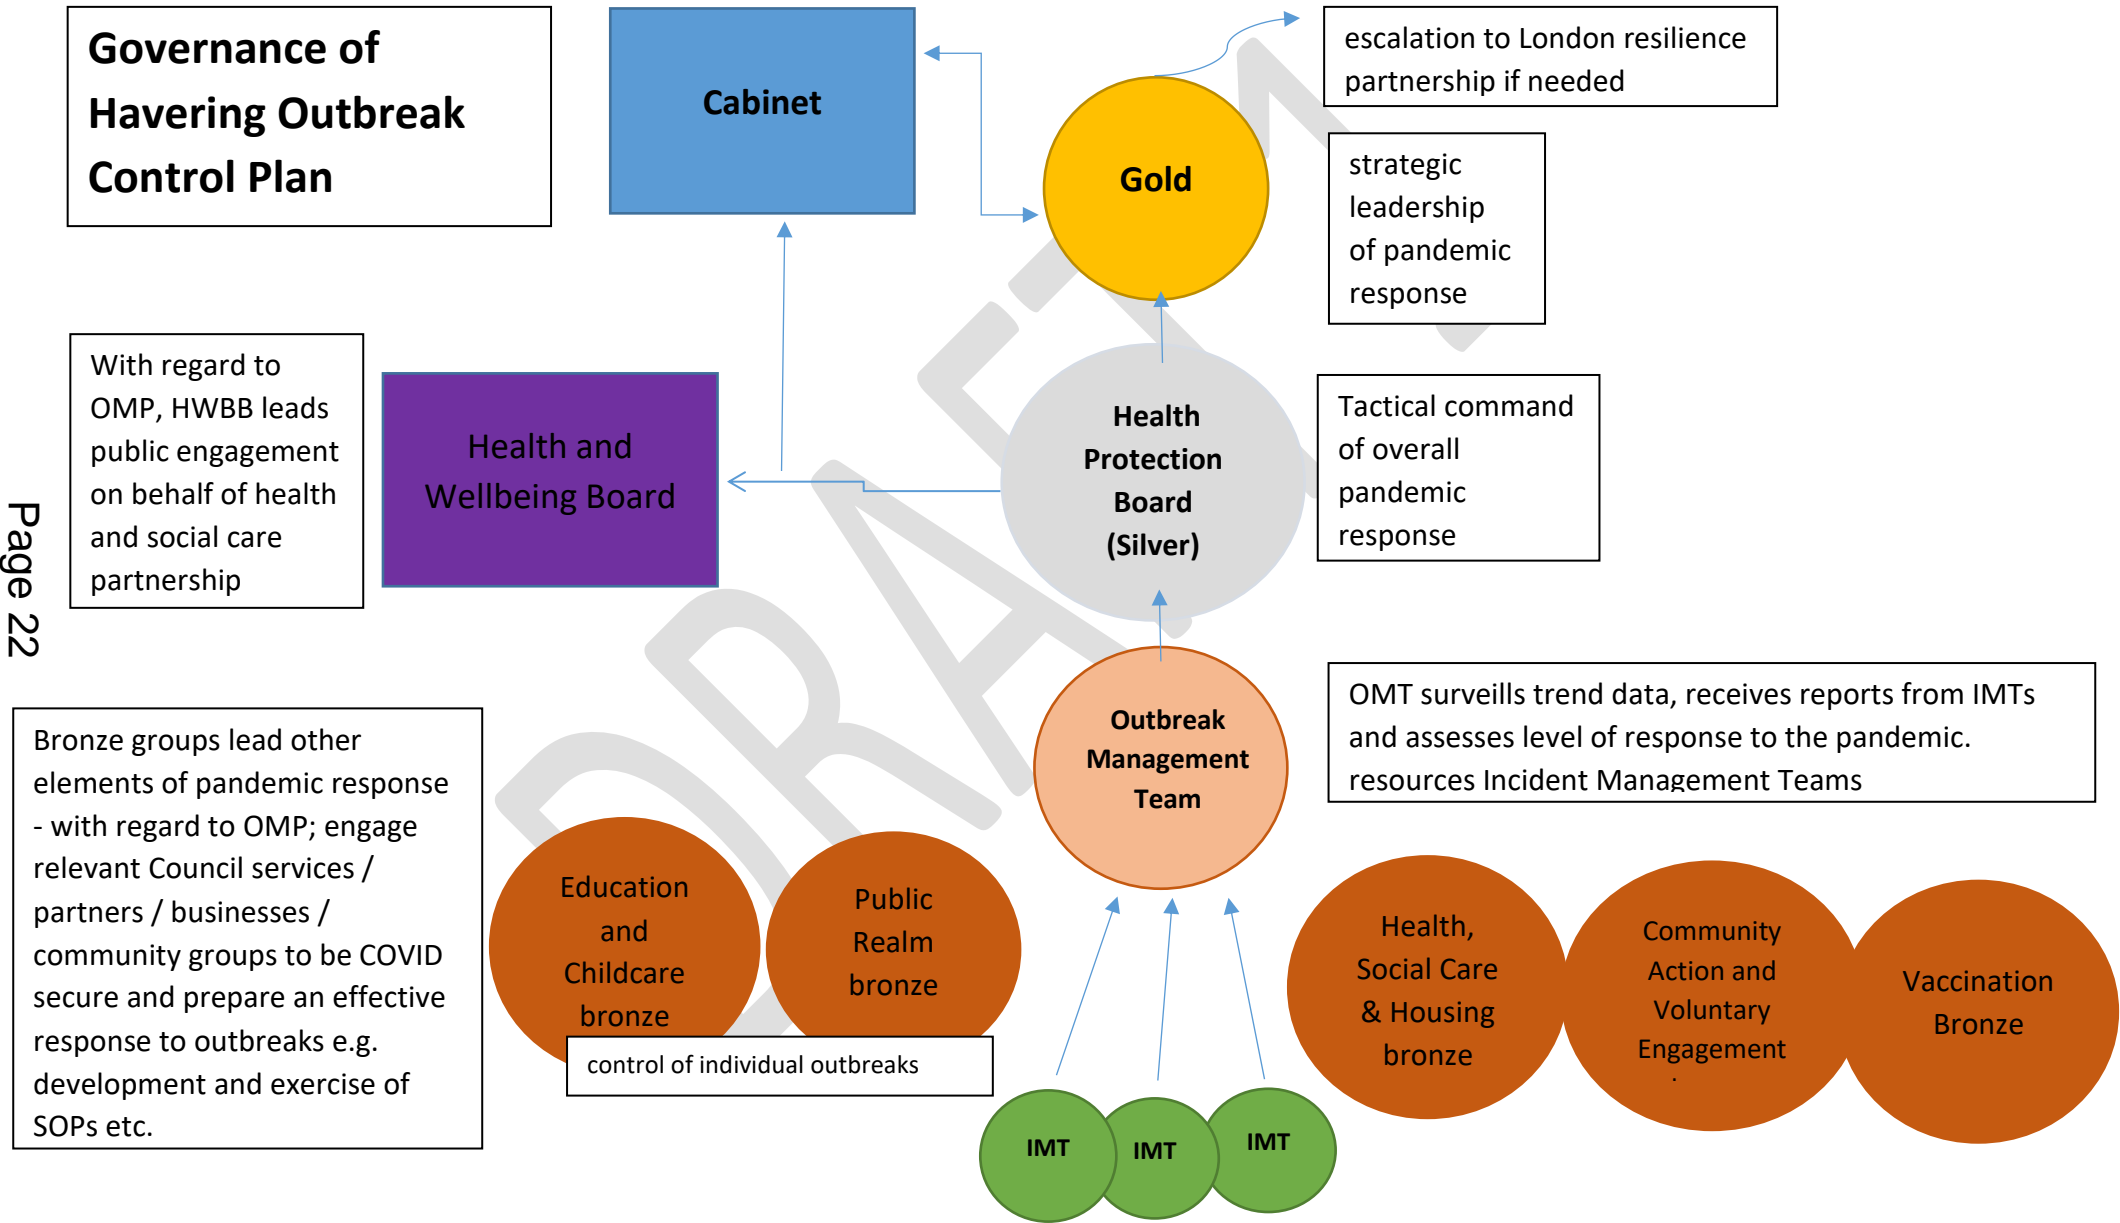 Governance of
Havering Outbreak
Control Plan
Cabinet
Gold
escalation to London resilience
partnership if needed
strategic
leadership
of pandemic
response
With regard to
OMP, HWBB leads
public engagement
on behalf of health
and social care
partnership
Health and
Wellbeing Board
Health
Protection
Board
(Silver)
Tactical command
of overall
pandemic
response
Page 22
Outbreak
Management
Team
OMT surveills trend data, receives reports from IMTs
and assesses level of response to the pandemic.
resources Incident Management Teams
Bronze groups lead other
elements of pandemic response
- with regard to OMP; engage
relevant Council services /
partners / businesses /
community groups to be COVID
secure and prepare an effective
response to outbreaks e.g.
development and exercise of
SOPs etc.
Education
and
Childcare
bronze
Public
Realm
bronze
control of individual outbreaks
Health,
Social Care
& Housing
bronze
Community
Action and
Voluntary
Engagement
Vaccination
Bronze
IMT
IMT
IMT